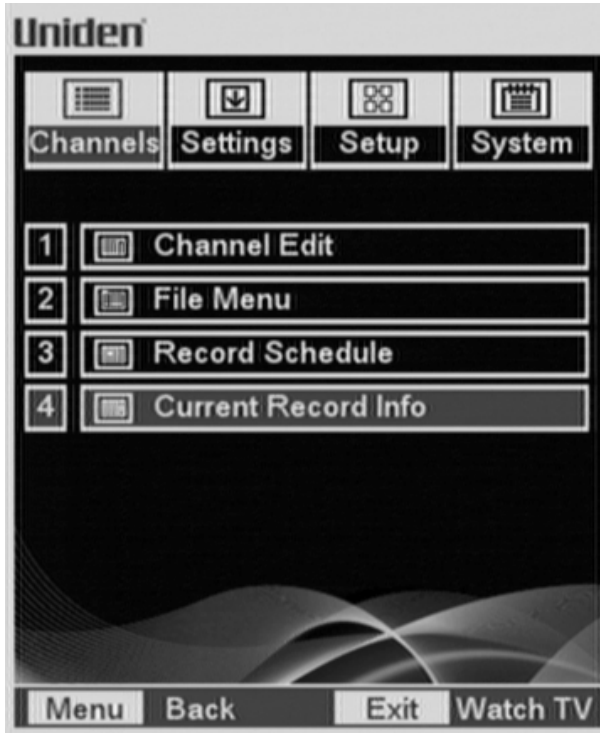 Uniden
Channels Settings Setup System
1 Channel Edit
2 File Menu
3 Record Schedule
4 Current Record Info
Menu Back Exit Watch TV